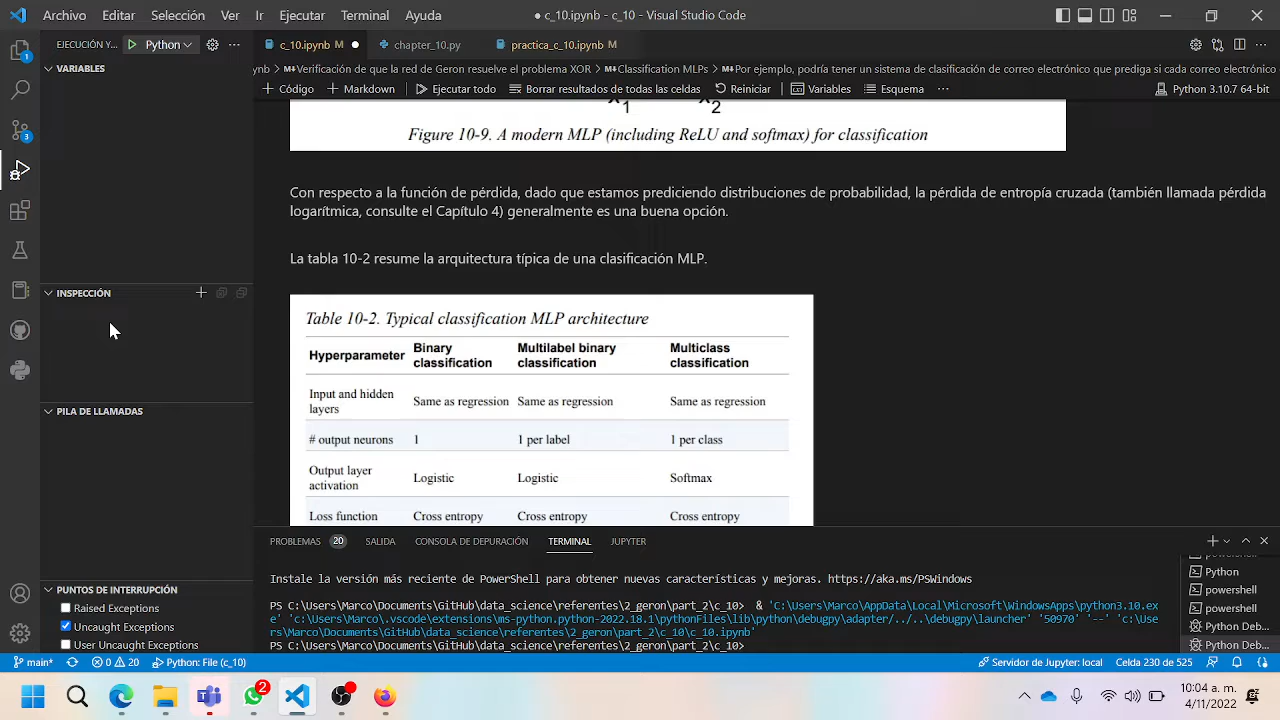 Archivo Edición Selección Ver Ir Ejecutar Terminal Ayuda
● c_10.ipynb - c_10 - Visual Studio Code
EJECUCIÓN Y... Python ...
c_10.ipynb M ● chapter_10.py practica_c_10.ipynb M
VARIABLES
ynb > M↓Verificación de que la red de Geron resuelve el problema XOR > M↓Classification MLPs > M↓Por ejemplo, podría tener un sistema de clasificación de correo electrónico que prediga si cada correo electrónico
+ Código + Markdown Ejecutar todo Borrar resultados de todas las celdas Reiniciar Variables Esquema ... Python 3.10.7 64-bit
x1 x2
Figure 10-9. A modern MLP (including ReLU and softmax) for classification
Con respecto a la función de pérdida, dado que estamos prediciendo distribuciones de probabilidad, la pérdida de entropía cruzada (también llamada pérdida
logarítmica, consulte el Capítulo 4) generalmente es una buena opción.
La tabla 10-2 resume la arquitectura típica de una clasificación MLP.
INSPECCIÓN
Table 10-2. Typical classification MLP architecture
Hyperparameter Binary classification Multilabel binary classification Multiclass classification
Input and hidden layers Same as regression Same as regression Same as regression
# output neurons 1 1 per label 1 per class
Output layer activation Logistic Logistic Softmax
Loss function Cross entropy Cross entropy Cross entropy
PILA DE LLAMADAS
PROBLEMAS 20 SALIDA CONSOLA DE DEPURACIÓN TERMINAL JUPYTER
Instale la versión más reciente de PowerShell para obtener nuevas características y mejoras. https://aka.ms/PSWindows
PS C:\Users\Marco\Documents\GitHub\data_science\referentes\2_geron\part_2\c_10> & 'C:\Users\Marco\AppData\Local\Microsoft\WindowsApps\python3.10.ex
e' 'c:\Users\Marco\.vscode\extensions\ms-python.python-2022.18.1\pythonFiles\lib\python\debugpy\adapter/../..\debugpy\launcher' '50970' '--' 'c:\Use
rs\Marco\Documents\GitHub\data_science\referentes\2_geron\part_2\c_10\c_10.ipynb'
PS C:\Users\Marco\Documents\GitHub\data_science\referentes\2_geron\part_2\c_10>
powershell
Python
powershell
powershell
Python Deb...
Python Deb...
PUNTOS DE INTERRUPCIÓN
Raised Exceptions
Uncaught Exceptions
User Uncaught Exceptions
main* 0 20 Python: File (c_10) Servidor de Jupyter: local Celda 230 de 525
1
3
2
10:04 a. m.
4/11/2022